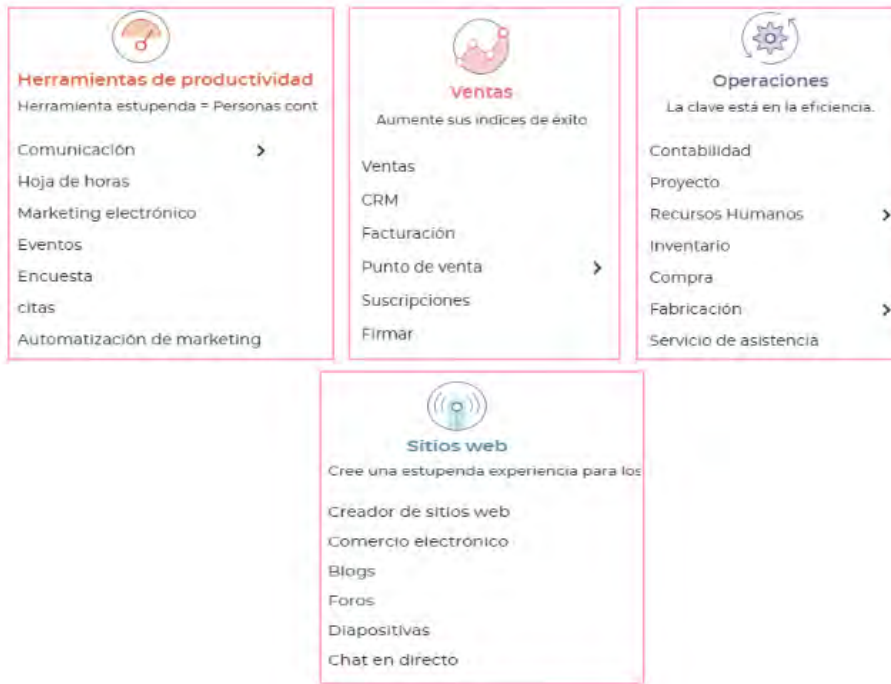 Herramientas de productividad
Herramienta estupenda = Personas cont
Comunicación
Hoja de horas
Marketing electrónico
Eventos
Encuesta
citas
Automatización de marketing
Ventas
Aumente sus índices de éxito
Ventas
CRM
Facturación
Punto de venta
Suscripciones
Firmar
Operaciones
La clave está en la eficiencia.
Contabilidad
Proyecto
Recursos Humanos
Inventario
Compra
Fabricación
Servicio de asistencia
Sitios web
Cree una estupenda experiencia para los
Creador de sitios web
Comercio electrónico
Blogs
Foros
Diapositivas
Chat en directo